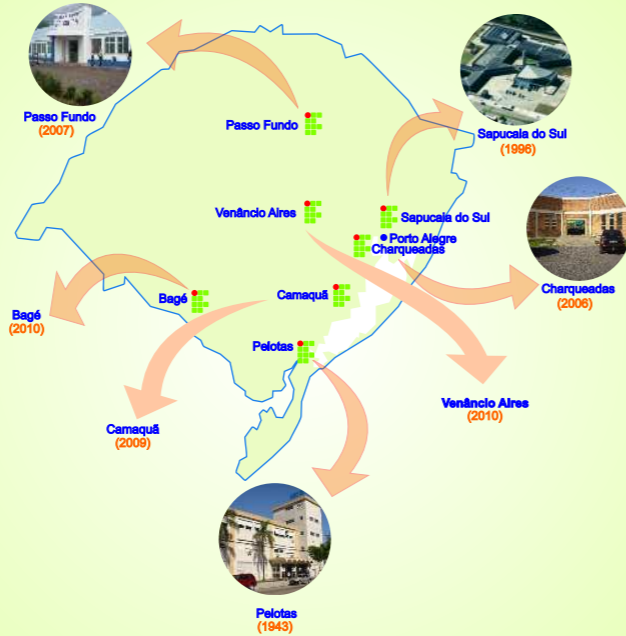 Passo Fundo
(2007)
Sapucaia do Sul
(1996)
Passo Fundo
Venâncio Aires
Sapucaia do Sul
Porto Alegre
Charqueadas
Charqueadas
(2006)
Bagé
(2010)
Bagé
Camaquã
Pelotas
Camaquã
(2009)
Venâncio Aires
(2010)
Pelotas
(1943)